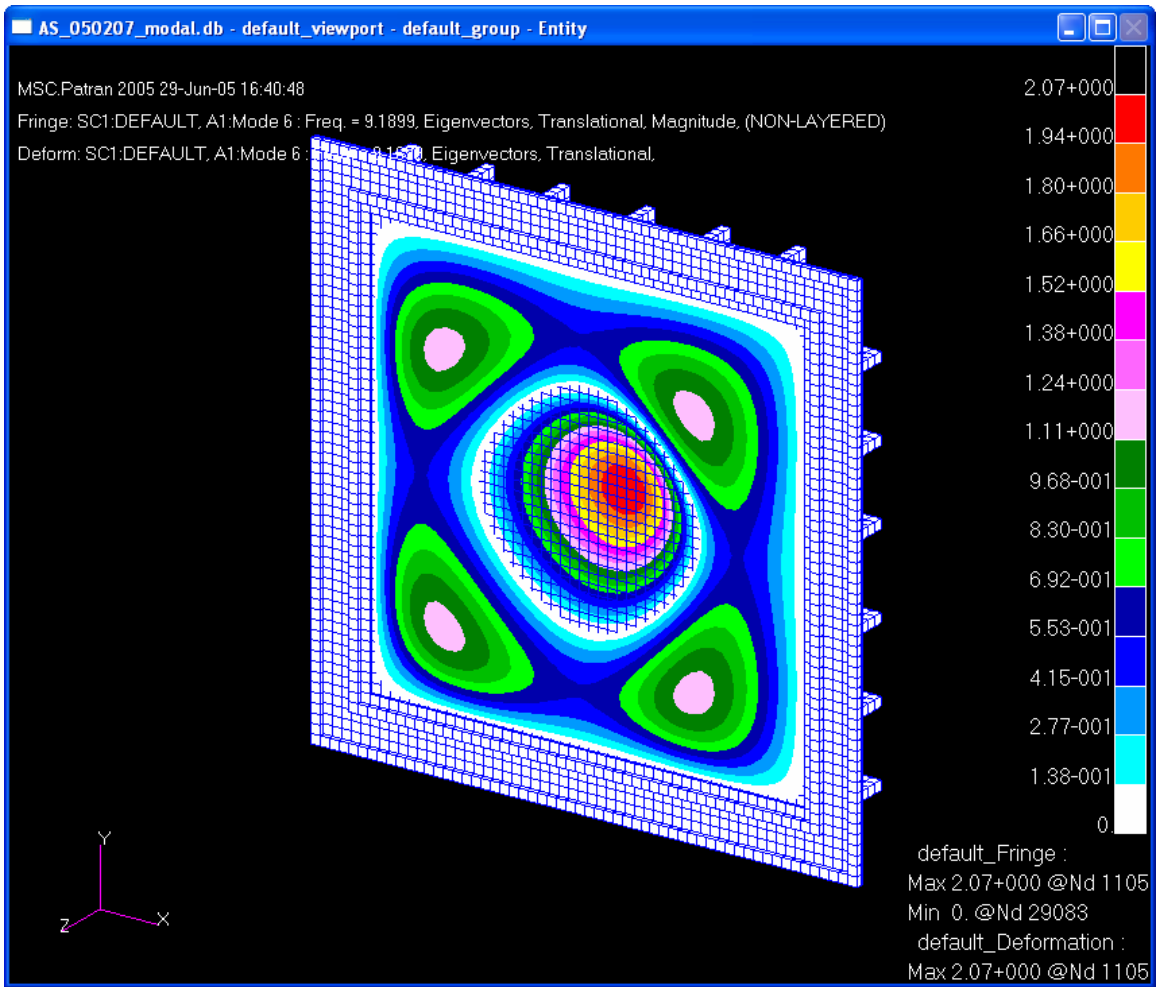 AS_050207_modal.db - default_viewport - default_group - Entity
MSC.Patran 2005 29-Jun-05 16:40:48
Fringe: SC1:DEFAULT, A1:Mode 6 : Freq. = 9.1899, Eigenvectors, Translational, Magnitude, (NON-LAYERED)
Deform: SC1:DEFAULT, A1:Mode 6 : Eigenvectors, Translational,
2.07+000
1.94+000
1.80+000
1.66+000
1.52+000
1.38+000
1.24+000
1.11+000
9.68-001
8.30-001
6.92-001
5.53-001
4.15-001
2.77-001
1.38-001
0.
default_Fringe :
Max 2.07+000 @Nd 1105
Min 0. @Nd 29083
default_Deformation :
Max 2.07+000 @Nd 1105
Y
Z
X